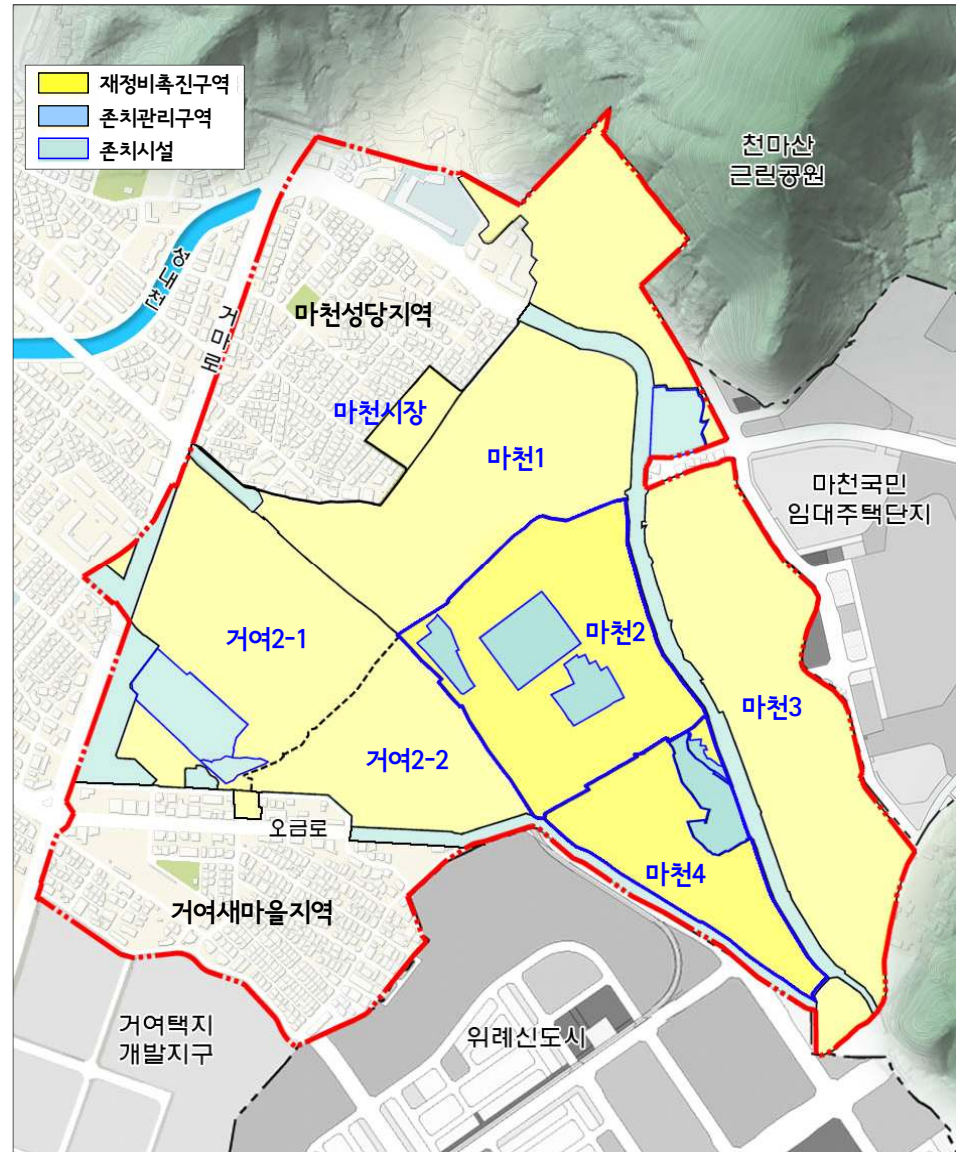 재정비촉진구역
존치관리구역
존치시설
천마산
근린공원
성내천
거마로
마천성당지역
마천시장
마천1
마천국민
임대주택단지
거여2-1
마천2
마천3
거여2-2
오금로
마천4
거여새마을지역
거여택지
개발지구
위례신도시